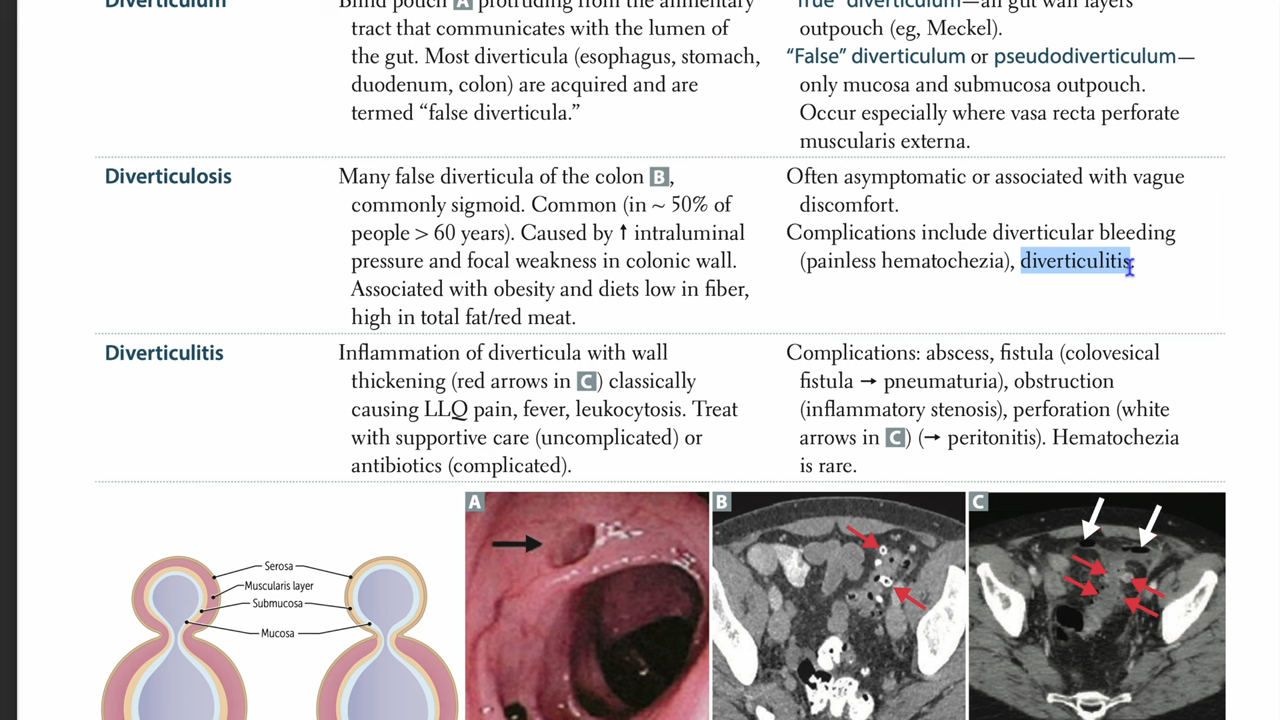 Diverticulum
Blind pouch A protruding from the alimentary
tract that communicates with the lumen of
the gut. Most diverticula (esophagus, stomach,
duodenum, colon) are acquired and are
termed “false diverticula.”
“True” diverticulum—all gut wall layers
outpouch (eg, Meckel).
“False” diverticulum or pseudodiverticulum—
only mucosa and submucosa outpouch.
Occur especially where vasa recta perforate
muscularis externa.
Diverticulosis
Many false diverticula of the colon B,
commonly sigmoid. Common (in ~ 50% of
people > 60 years). Caused by ↑ intraluminal
pressure and focal weakness in colonic wall.
Associated with obesity and diets low in fiber,
high in total fat/red meat.
Often asymptomatic or associated with vague
discomfort.
Complications include diverticular bleeding
(painless hematochezia), diverticulitis.
Diverticulitis
Inflammation of diverticula with wall
thickening (red arrows in C) classically
causing LLQ pain, fever, leukocytosis. Treat
with supportive care (uncomplicated) or
antibiotics (complicated).
Complications: abscess, fistula (colovesical
fistula → pneumaturia), obstruction
(inflammatory stenosis), perforation (white
arrows in C) (→ peritonitis). Hematochezia
is rare.
Serosa
Muscularis layer
Submucosa
Mucosa
A
B
C